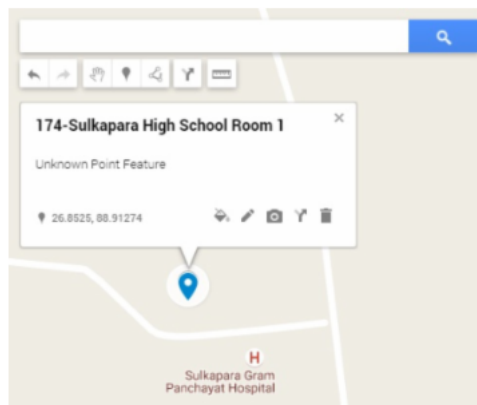 174-Sulkapara High School Room 1
Unknown Point Feature
26.8525, 88.91274
H
Sulkapara Gram
Panchayat Hospital